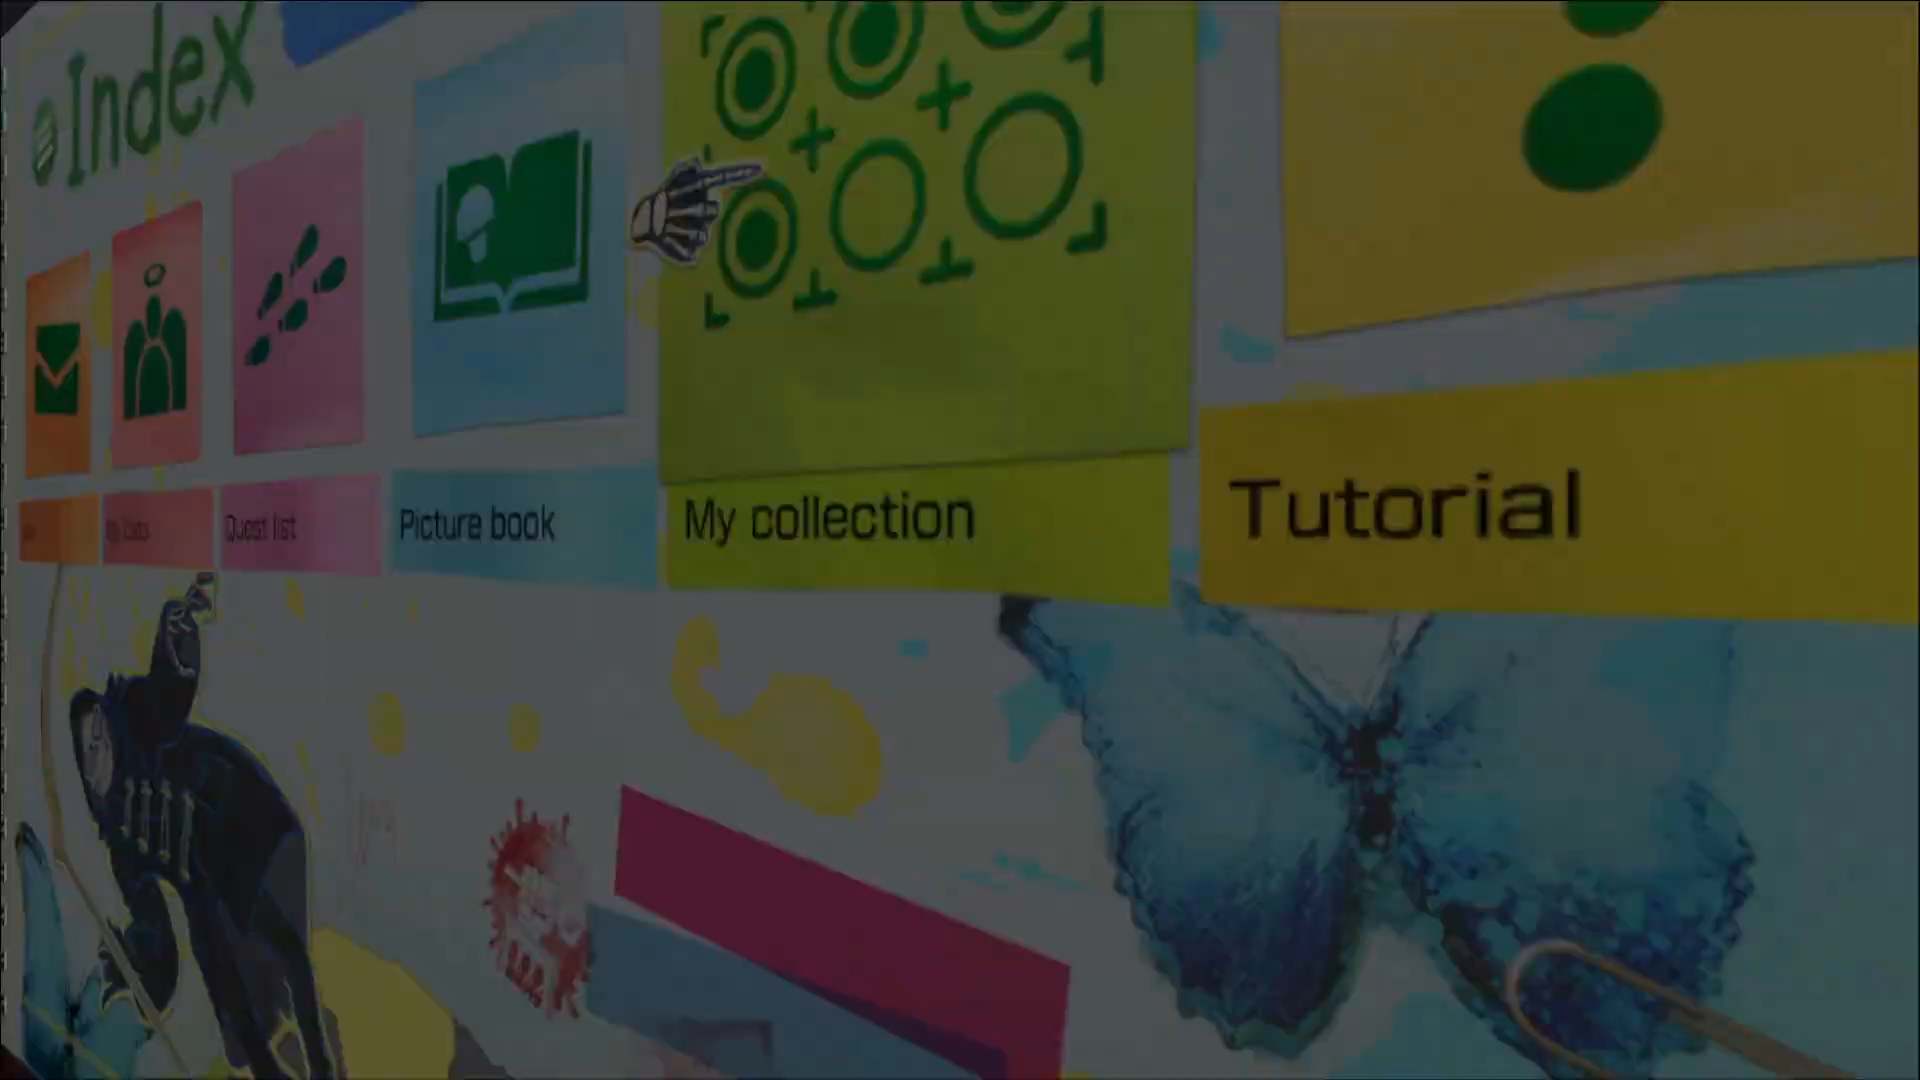 Index
Quest list
Picture book
My collection
Tutorial